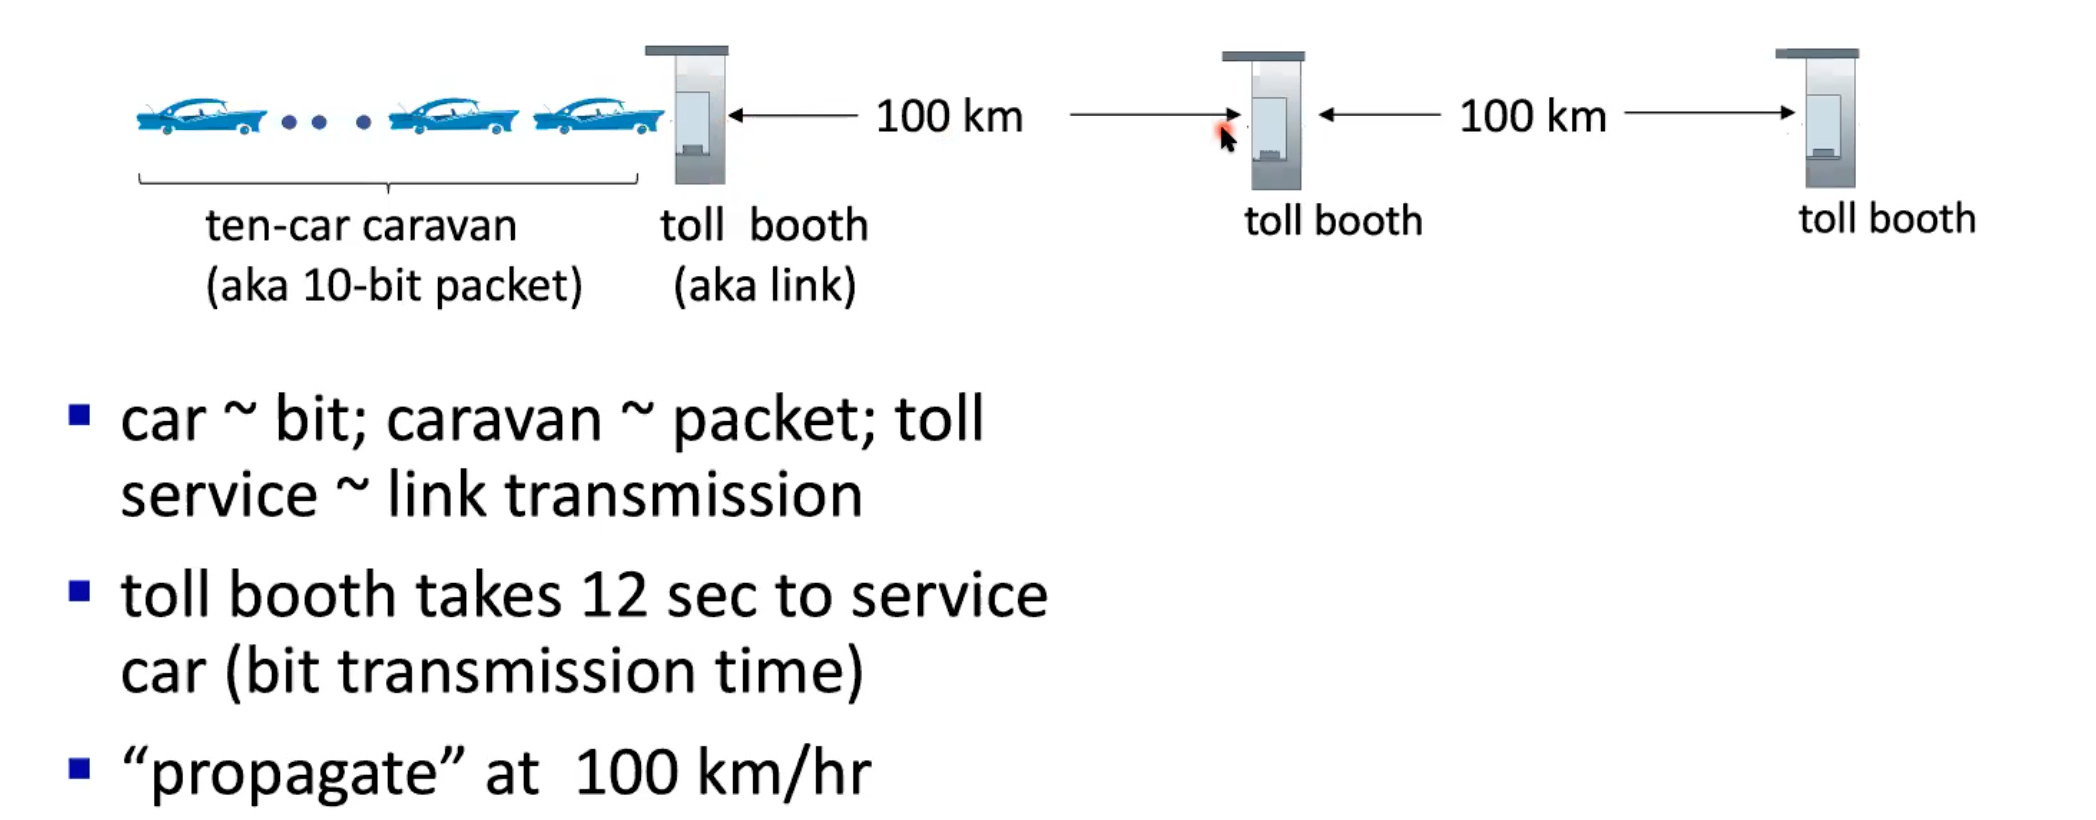 100 km
100 km
ten-car caravan
(aka 10-bit packet)
toll booth
(aka link)
toll booth
toll booth
car ~ bit; caravan ~ packet; toll
service ~ link transmission
toll booth takes 12 sec to service
car (bit transmission time)
“propagate” at 100 km/hr